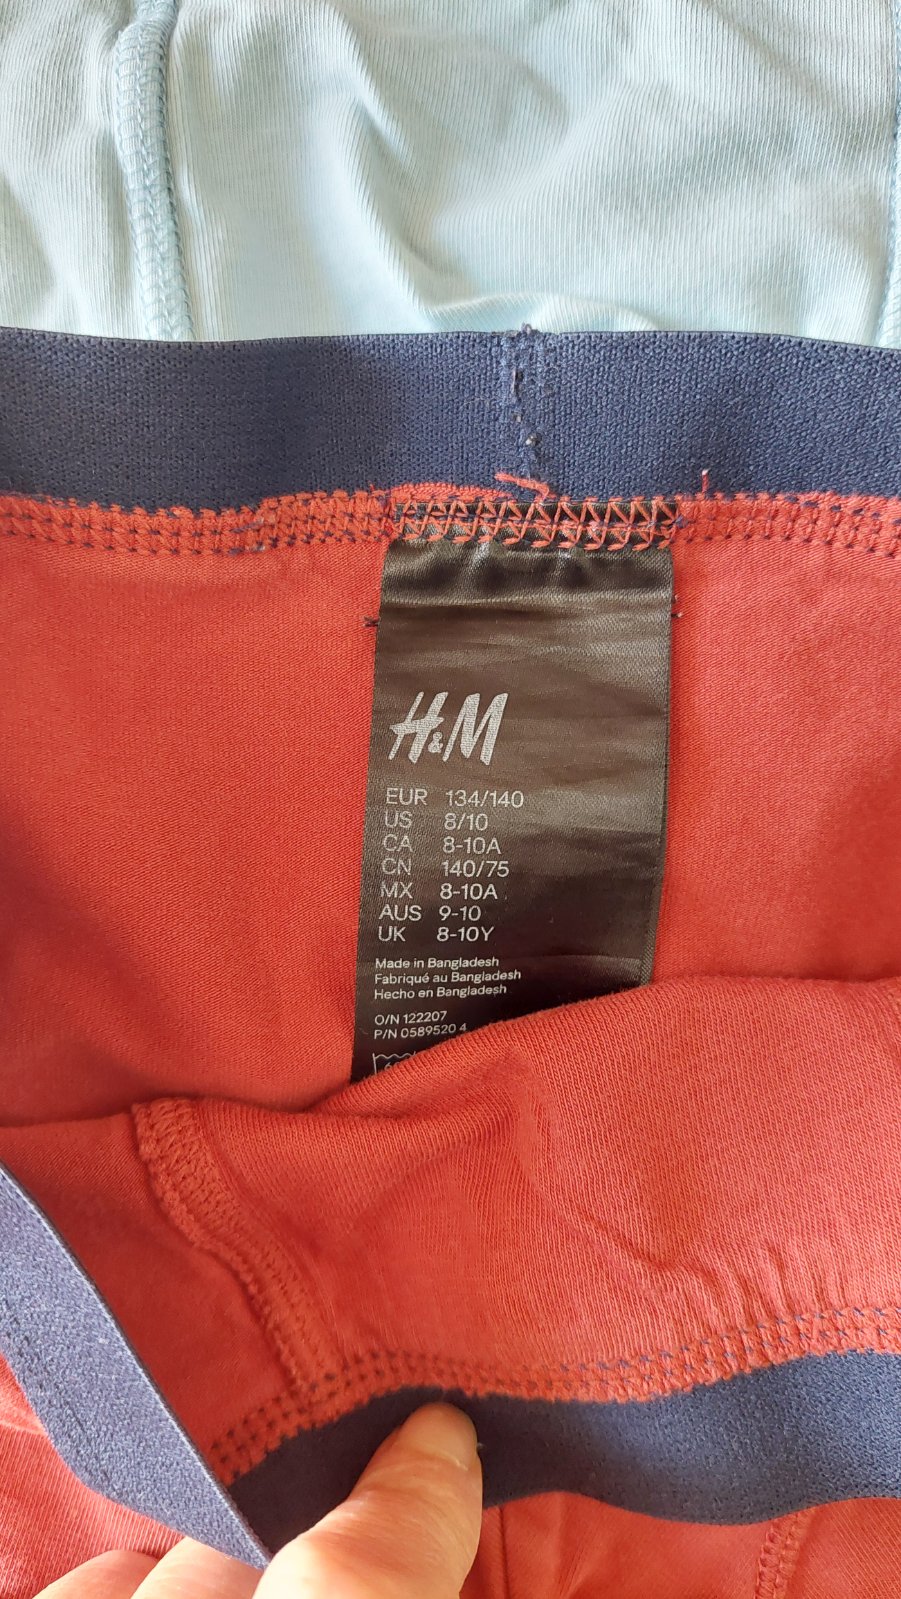 H&M
EUR 134/140
US 8/10
CA 8-10A
CN 140/75
MX 8-10A
AUS 9-10
UK 8-10Y
Made in Bangladesh
Fabriqué au Bangladesh
Hecho en Bangladesh
O/N 122207
P/N 0589520 4